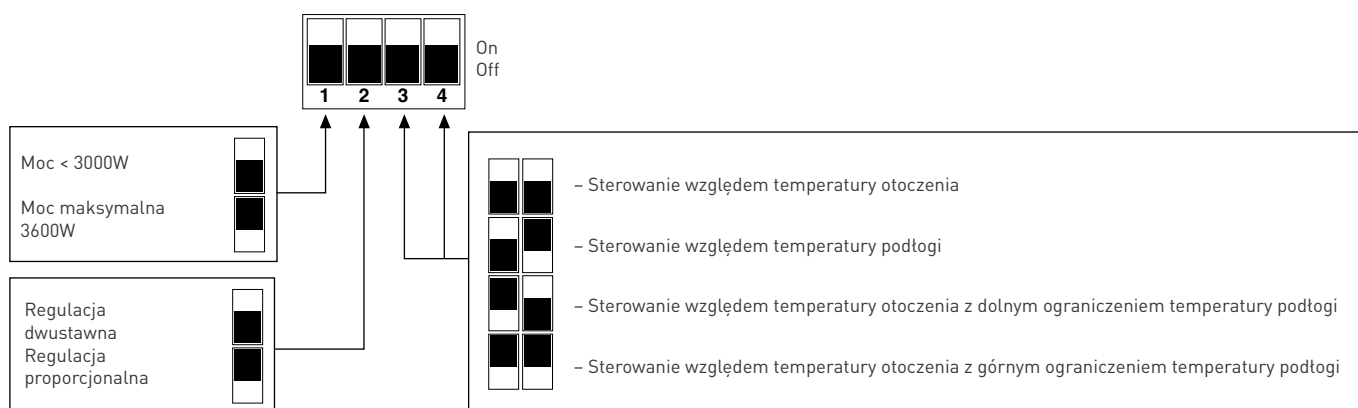 On
Off
1 2 3 4
Moc < 3000W
Moc maksymalna
3600W
Regulacja
dwustawna
Regulacja
proporcjonalna
– Sterowanie względem temperatury otoczenia
– Sterowanie względem temperatury podłogi
– Sterowanie względem temperatury otoczenia z dolnym ograniczeniem temperatury podłogi
– Sterowanie względem temperatury otoczenia z górnym ograniczeniem temperatury podłogi